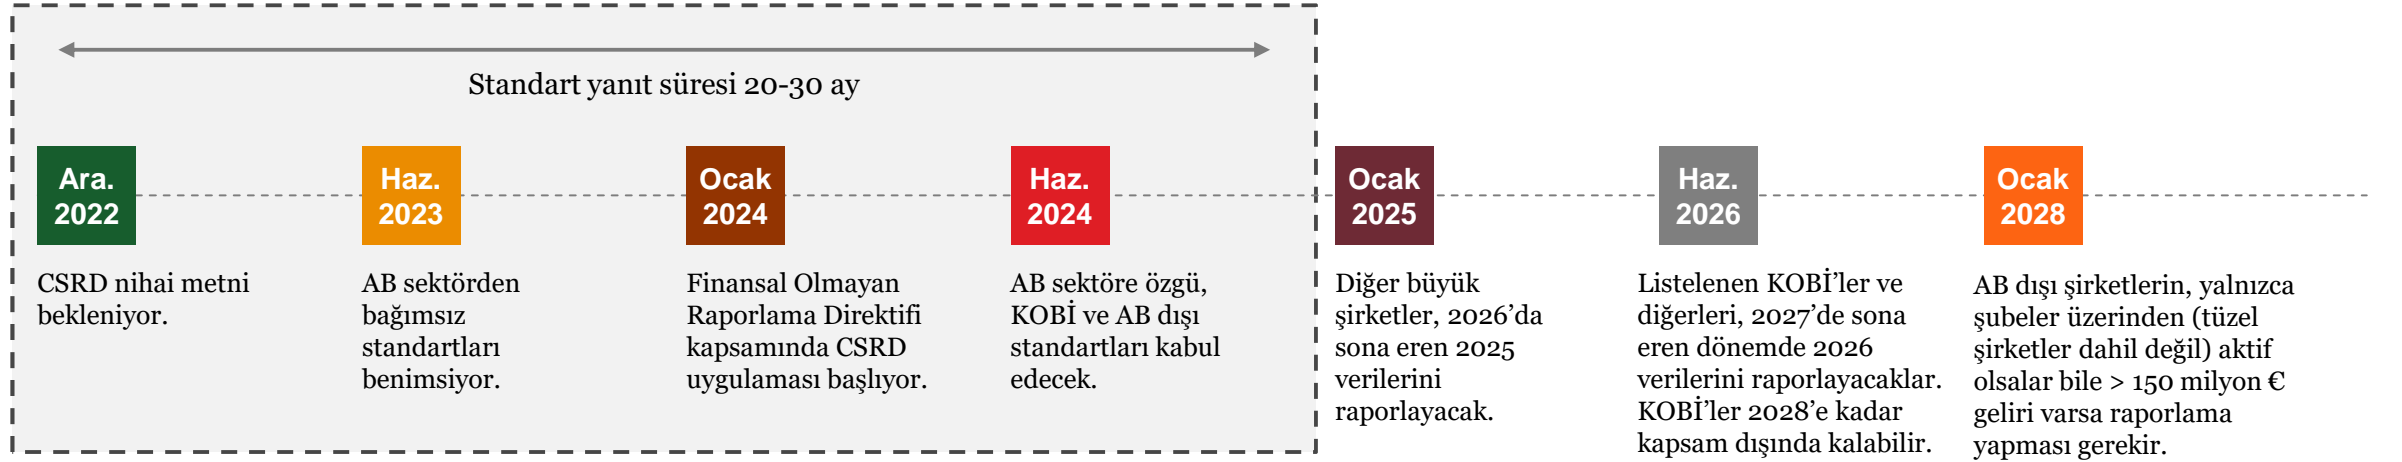 Standart yanıt süresi 20-30 ay
Ara.
2022
CSRD nihai metni
bekleniyor.
Haz.
2023
AB sektörden
bağımsız
standartları
benimsiyor.
Ocak
2024
Finansal Olmayan
Raporlama Direktifi
kapsamında CSRD
uygulaması başlıyor.
Haz.
2024
AB sektöre özgü,
KOBİ ve AB dışı
standartları kabul
edecek.
Ocak
2025
Diğer büyük
şirketler, 2026’da
sona eren 2025
verilerini
raporlayacak.
Haz.
2026
Listelenen KOBİ’ler ve
diğerleri, 2027’de sona
eren dönemde 2026
verilerini raporlayacaklar.
KOBİ’ler 2028’e kadar
kapsam dışında kalabilir.
Ocak
2028
AB dışı şirketlerin, yalnızca
şubeler üzerinden (tüzel
şirketler dahil değil) aktif
olsalar bile > 150 milyon €
geliri varsa raporlama
yapması gerekir.